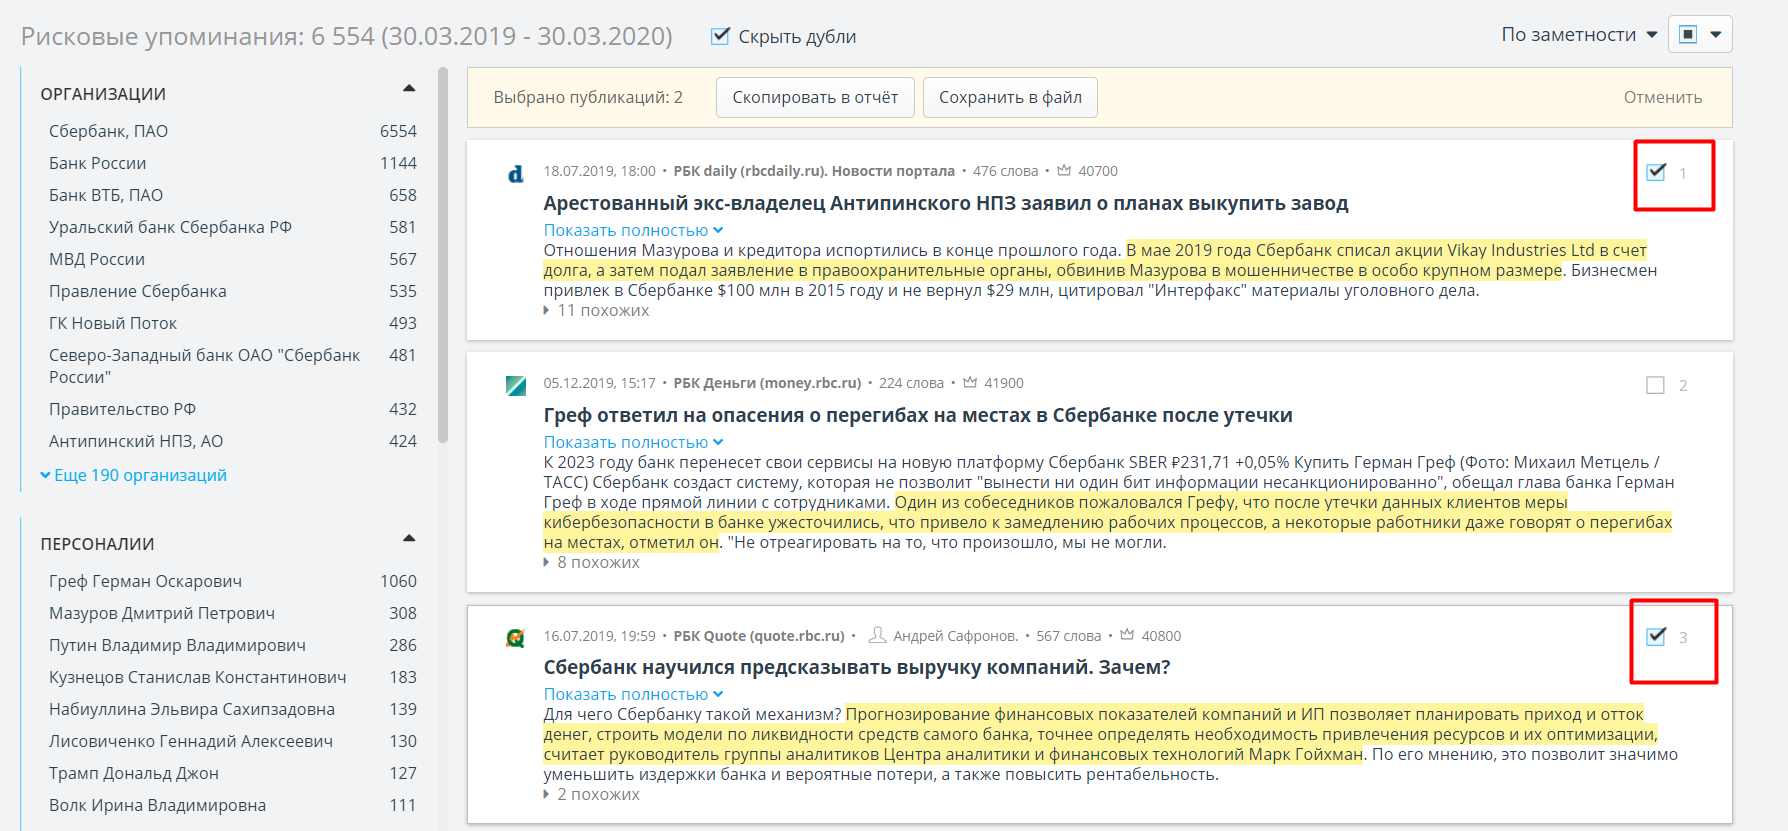 Рисковые упоминания: 6 554 (30.03.2019 - 30.03.2020)
Скрыть дубли
По заметности
ОРГАНИЗАЦИИ
Сбербанк, ПАО 6554
Банк России 1144
Банк ВТБ, ПАО 658
Уральский банк Сбербанка РФ 581
МВД России 567
Правление Сбербанка 535
ГК Новый Поток 493
Северо-Западный банк ОАО "Сбербанк 481
России"
Правительство РФ 432
Антипинский НПЗ, АО 424
Еще 190 организаций
ПЕРСОНАЛИИ
Греф Герман Оскарович 1060
Мазуров Дмитрий Петрович 308
Путин Владимир Владимирович 286
Кузнецов Станислав Константинович 183
Набиуллина Эльвира Сахипзадовна 139
Лисовиченко Геннадий Алексеевич 130
Трамп Дональд Джон 127
Волк Ирина Владимировна 111
Выбрано публикаций: 2 Скопировать в отчёт Сохранить в файл Отменить
d 18.07.2019, 18:00 • РБК daily (rbcdaily.ru). Новости портала • 476 слова • 40700 1
Арестованный экс-владелец Антипинского НПЗ заявил о планах выкупить завод
Показать полностью
Отношения Мазурова и кредитора испортились в конце прошлого года. В мае 2019 года Сбербанк списал акции Vikay Industries Ltd в счет
долга, а затем подал заявление в правоохранительные органы, обвинив Мазурова в мошенничестве в особо крупном размере. Бизнесмен
привлек в Сбербанке $100 млн в 2015 году и не вернул $29 млн, цитировал "Интерфакс" материалы уголовного дела.
11 похожих
05.12.2019, 15:17 • РБК Деньги (money.rbc.ru) • 224 слова • 41900 2
Греф ответил на опасения о перегибах на местах в Сбербанке после утечки
Показать полностью
К 2023 году банк перенесет свои сервисы на новую платформу Сбербанк SBER ₽231,71 +0,05% Купить Герман Греф (Фото: Михаил Метцель /
ТАСС) Сбербанк создаст систему, которая не позволит "вынести ни один бит информации несанкционированно", обещал глава банка Герман
Греф в ходе прямой линии с сотрудниками. Один из собеседников пожаловался Грефу, что после утечки данных клиентов меры
кибербезопасности в банке ужесточились, что привело к замедлению рабочих процессов, а некоторые работники даже говорят о перегибах
на местах, отметил он. "Не отреагировать на то, что произошло, мы не могли.
8 похожих
16.07.2019, 19:59 • РБК Quote (quote.rbc.ru) • Андрей Сафронов. • 567 слова • 40800 3
Сбербанк научился предсказывать выручку компаний. Зачем?
Показать полностью
Для чего Сбербанку такой механизм? Прогнозирование финансовых показателей компаний и ИП позволяет планировать приход и отток
денег, строить модели по ликвидности средств самого банка, точнее определять необходимость привлечения ресурсов и их оптимизации,
считает руководитель группы аналитиков Центра аналитики и финансовых технологий Марк Гойхман. По его мнению, это позволит значимо
уменьшить издержки банка и вероятные потери, а также повысить рентабельность.
2 похожих